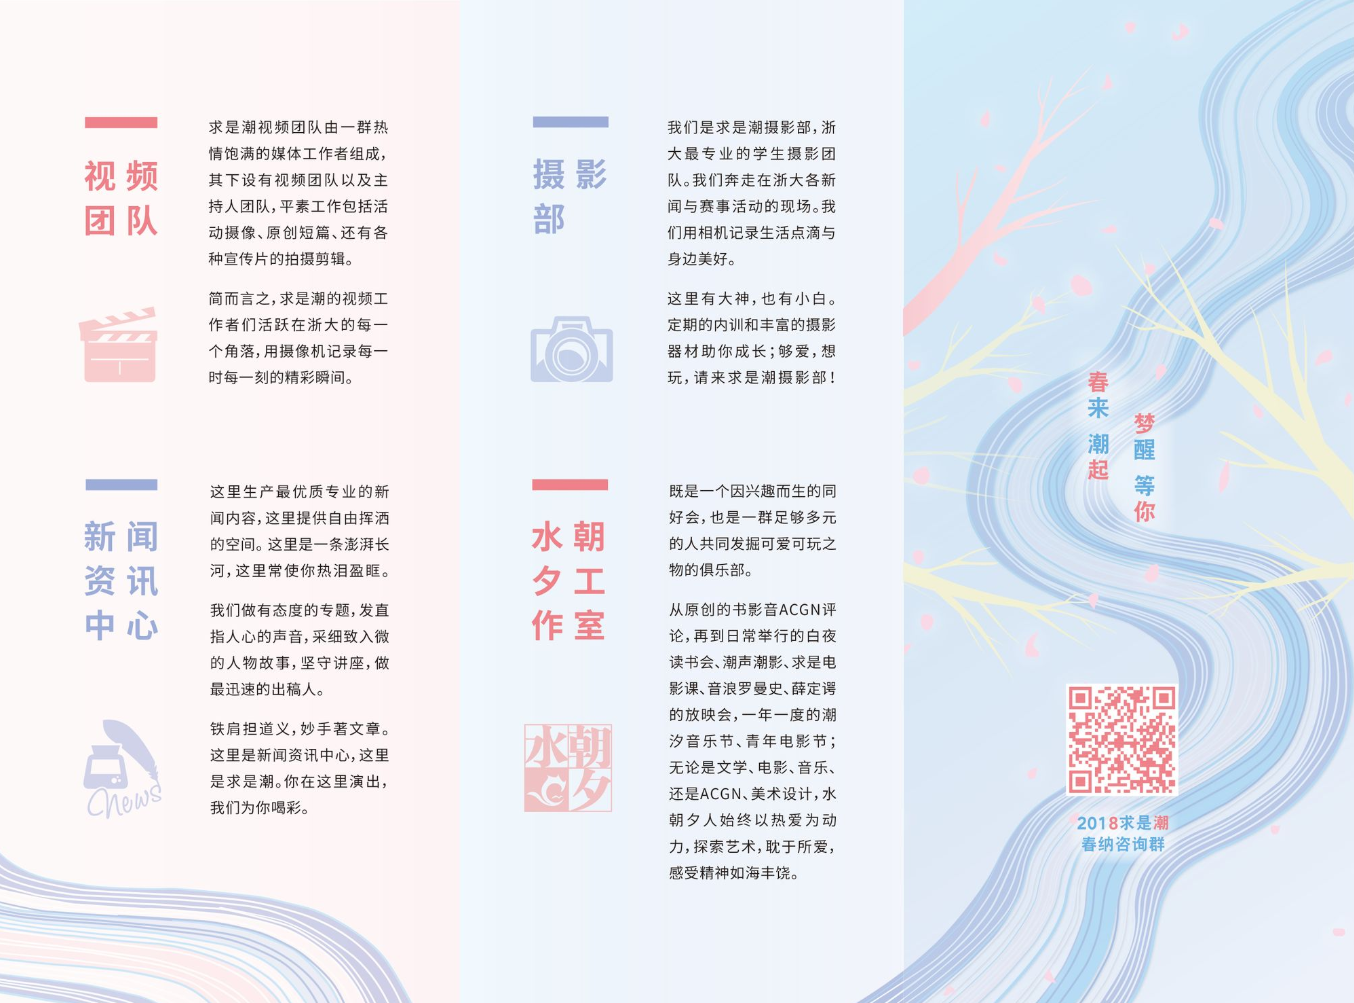 视频
团队
求是潮视频团队由一群热
情饱满的媒体工作者组成，
其下设有视频团队以及主
持人团队，平素工作包括活
动摄像、原创短篇、还有各
种宣传片的拍摄剪辑。
简而言之，求是潮的视频工
作者们活跃在浙大的每一
个角落，用摄像机记录每一
时每一刻的精彩瞬间。
新闻
资讯
中心
这里生产最优质专业的新
闻内容，这里提供自由挥洒
的空间。这里是一条澎湃长
河，这里常使你热泪盈眶。
我们做有态度的专题，发直
指人心的声音，采细致入微
的人物故事，坚守讲座，做
最迅速的出稿人。
铁肩担道义，妙手著文章。
这里是新闻资讯中心，这里
是求是潮。你在这里演出，
我们为你喝彩。
News
摄影
部
我们是求是潮摄影部，浙
大最专业的学生摄影团
队。我们奔走在浙大各新
闻与赛事活动的现场。我
们用相机记录生活点滴与
身边美好。
这里有大神，也有小白。
定期的内训和丰富的摄影
器材助你成长；够爱，想
玩，请来求是潮摄影部！
水朝
夕工
作室
既是一个因兴趣而生的同
好会，也是一群足够多元
的人共同发掘可爱可玩之
物的俱乐部。
从原创的书影音ACGN评
论，再到日常举行的白夜
读书会、潮声潮影、求是电
影课、音浪罗曼史、薛定谔
的放映会，一年一度的潮
汐音乐节、青年电影节；
无论是文学、电影、音乐、
还是ACGN、美术设计，水
朝夕人始终以热爱为动
力，探索艺术，耽于所爱，
感受精神如海丰饶。
水朝
夕
春来 潮起
梦醒 等你
2018求是潮
春纳咨询群